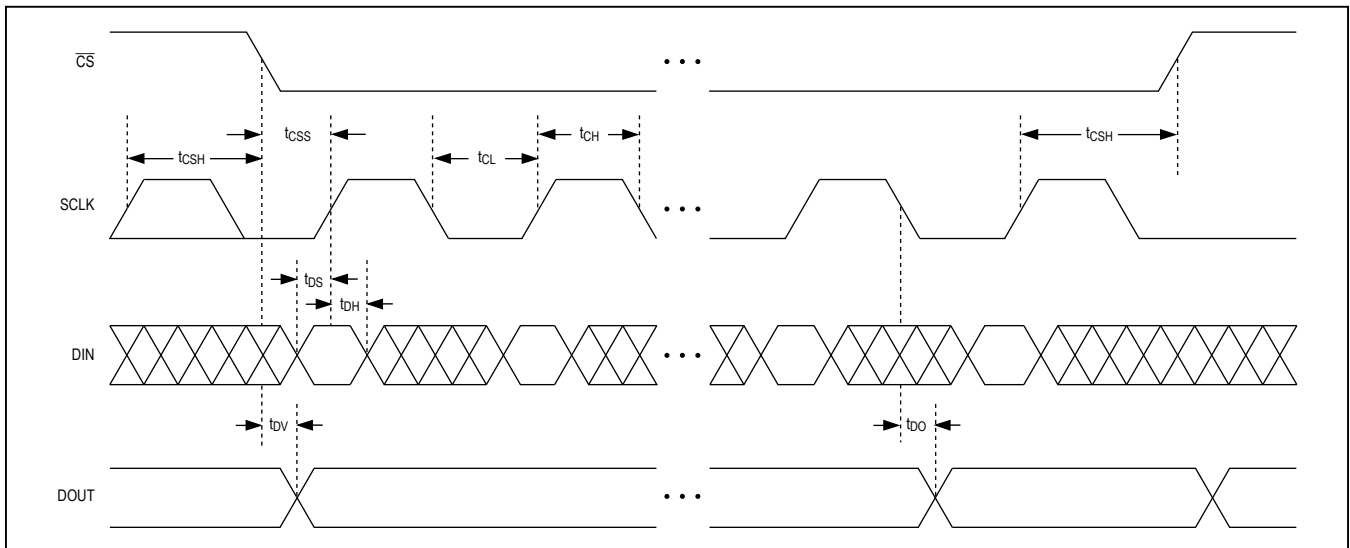 CS
tCSS
tCH
tCSH
tCSH
tCL
SCLK
tDS
tDH
DIN
tDV
tDO
DOUT